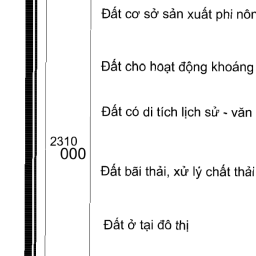 Đất cơ sở sản xuất phi nôn
Đất cho hoạt động khoáng
Đất có di tích lịch sử - văn
2310
000
Đất bãi thải, xử lý chất thải
Đất ở tại đô thị